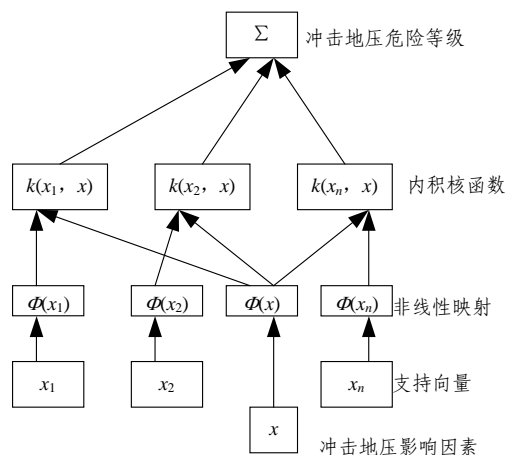 Σ 冲击地压危险等级
k(x₁，x) k(x₂，x) k(xₙ，x) 内积核函数
Φ(x₁) Φ(x₂) Φ(x) Φ(xₙ) 非线性映射
x₁ x₂ xₙ 支持向量
x
冲击地压影响因素